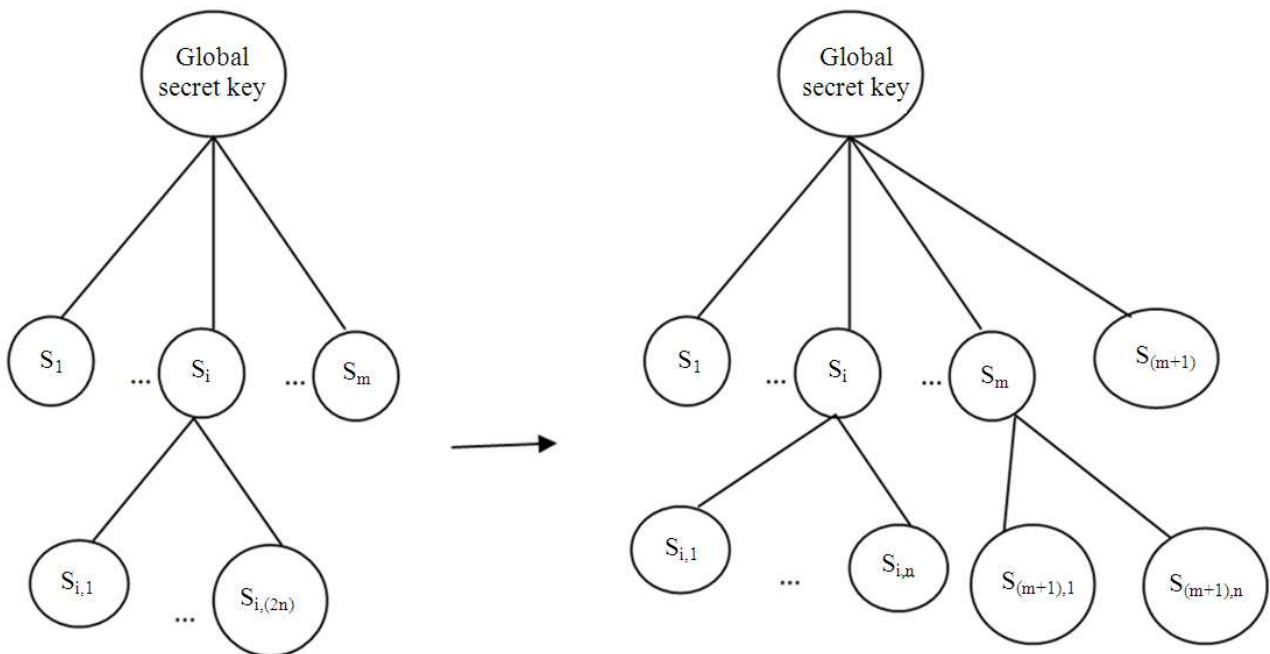 Global
secret key
Global
secret key
S₁
...
Sᵢ
...
Sₘ
S₁
...
Sᵢ
...
Sₘ
S₍ₘ₊₁₎
Sᵢ,₁
...
Sᵢ,₍₂ₙ₎
Sᵢ,₁
...
Sᵢ,ₙ
S₍ₘ₊₁₎,₁
S₍ₘ₊₁₎,ₙ